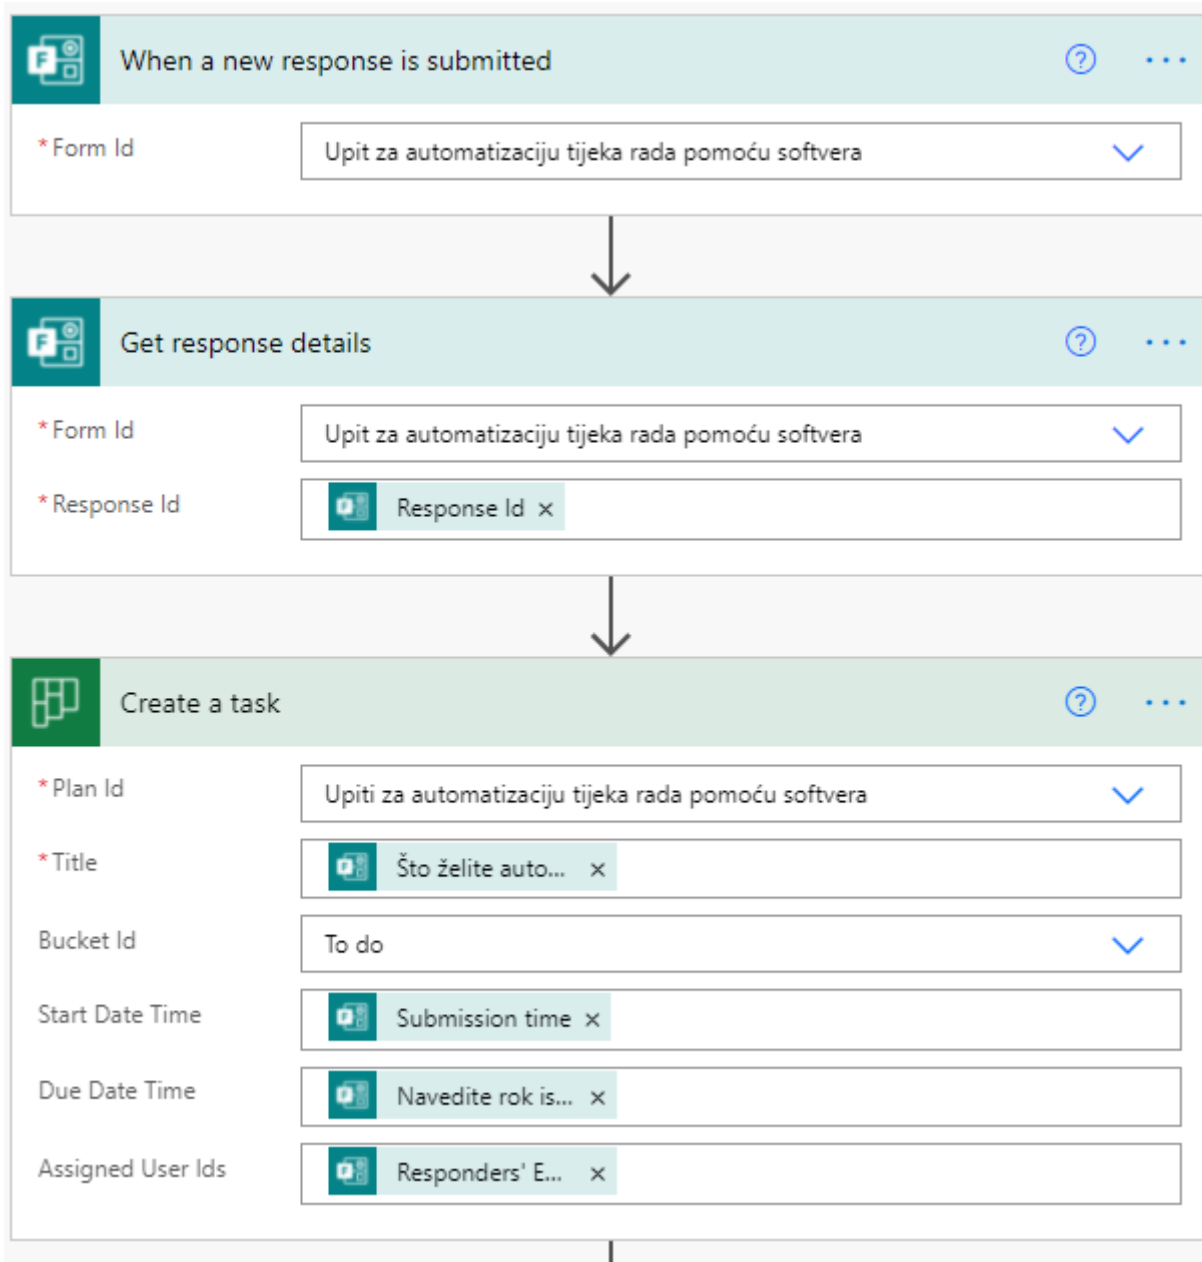 When a new response is submitted
* Form Id
Upit za automatizaciju tijeka rada pomoću softvera
Get response details
* Form Id
Upit za automatizaciju tijeka rada pomoću softvera
* Response Id
Response Id ×
Create a task
* Plan Id
Upiti za automatizaciju tijeka rada pomoću softvera
* Title
Što želite auto... ×
Bucket Id
To do
Start Date Time
Submission time ×
Due Date Time
Navedite rok is... ×
Assigned User Ids
Responders' E... ×